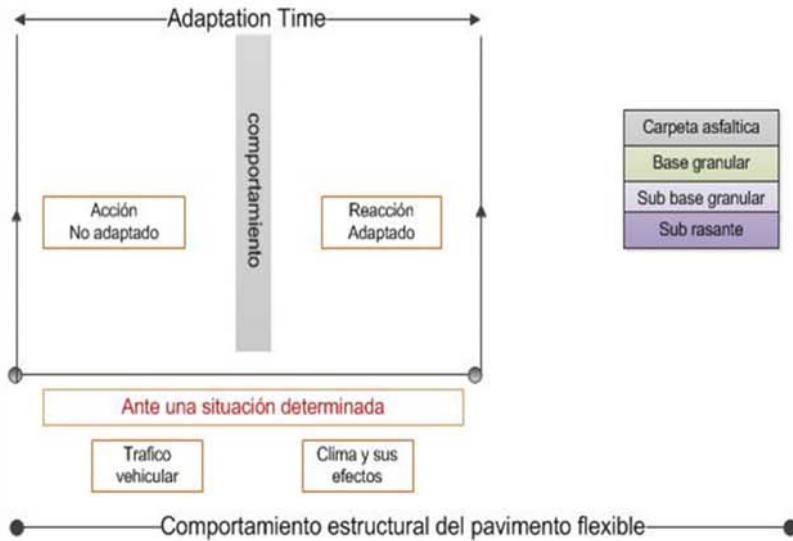 Adaptation Time
comportamiento
Acción
No adaptado
Reacción
Adaptado
Carpeta asfaltica
Base granular
Sub base granular
Sub rasante
Ante una situación determinada
Trafico
vehicular
Clima y sus
efectos
Comportamiento estructural del pavimento flexible